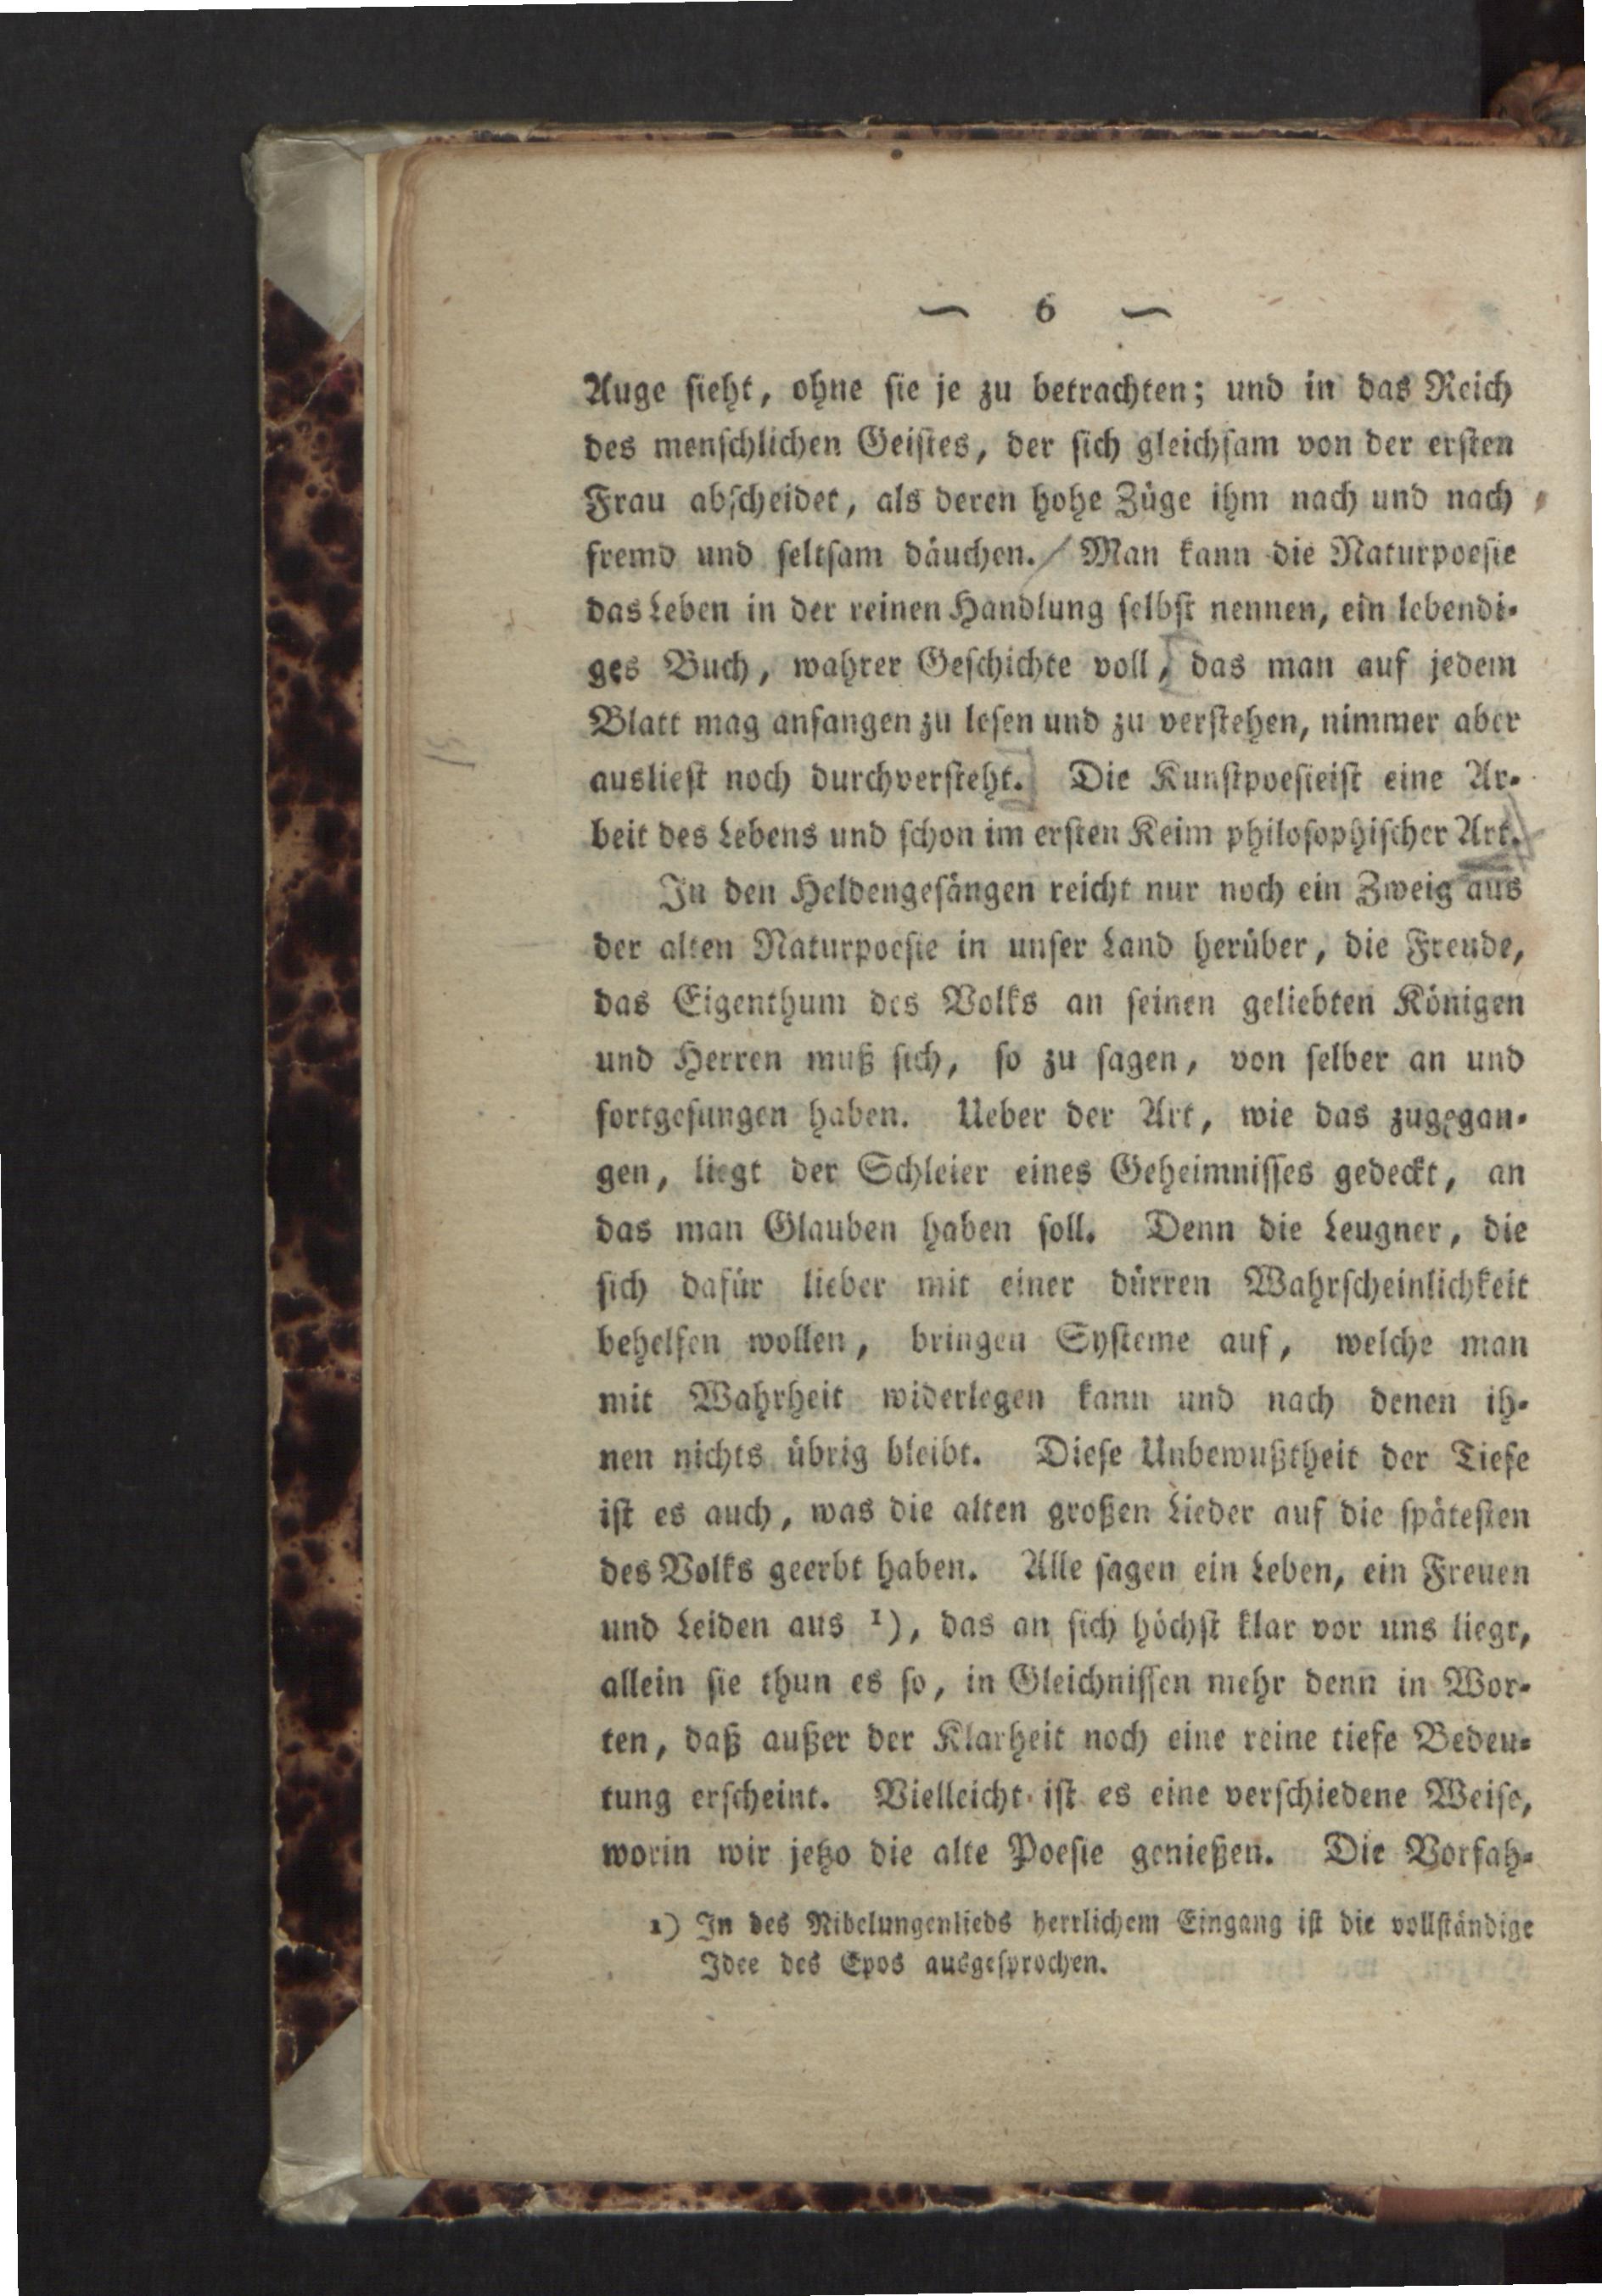 — 6 —
Auge sieht, ohne sie je zu betrachten; und in das Reich
des menschlichen Geistes, der sich gleichsam von der ersten
Frau abscheidet, als deren hohe Züge ihm nach und nach
fremd und seltsam däuchen. Man kann die Naturpoesie
das Leben in der reinen Handlung selbst nennen, ein lebendi-
ges Buch, wahrer Geschichte voll, das man auf jedem
Blatt mag anfangen zu lesen und zu verstehen, nimmer aber
ausliest noch durchversteht. Die Kunstpoesieist eine Ar-
beit des Lebens und schon im ersten Keim philosophischer Art.
In den Heldengesängen reicht nur noch ein Zweig aus
der alten Naturpoesie in unser Land herüber, die Freude,
das Eigenthum des Volks an seinen geliebten Königen
und Herren muß sich, so zu sagen, von selber an und
fortgesungen haben. Ueber der Art, wie das zugegan-
gen, liegt der Schleier eines Geheimnisses gedeckt, an
das man Glauben haben soll. Denn die Leugner, die
sich dafür lieber mit einer dürren Wahrscheinlichkeit
behelfen wollen, bringen Systeme auf, welche man
mit Wahrheit widerlegen kann und nach denen ih-
nen nichts übrig bleibt. Diese Unbewußtheit der Tiefe
ist es auch, was die alten großen Lieder auf die spätesten
des Volks geerbt haben. Alle sagen ein Leben, ein Freuen
und Leiden aus 1), das an sich höchst klar vor uns liegt,
allein sie thun es so, in Gleichnissen mehr denn in Wor-
ten, daß außer der Klarheit noch eine reine tiefe Bedeu-
tung erscheint. Vielleicht ist es eine verschiedene Weise,
worin wir jetzo die alte Poesie genießen. Die Vorfah-
1) In des Nibelungenlieds herrlichem Eingang ist die vollständige
Idee des Epos ausgesprochen.